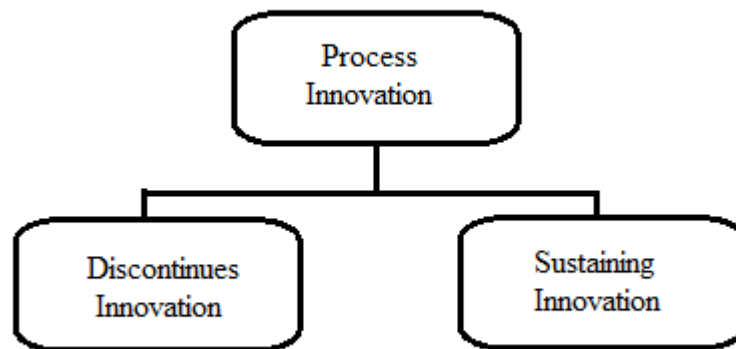 Process
Innovation
Discontinues
Innovation
Sustaining
Innovation